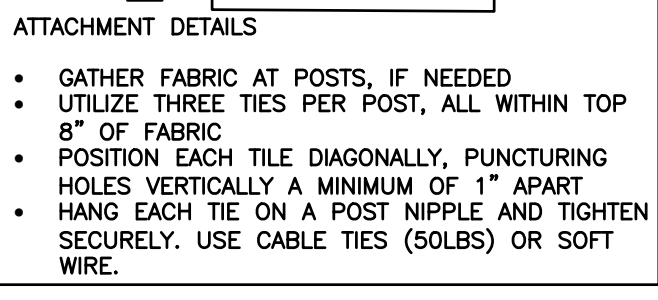 ATTACHMENT DETAILS
• GATHER FABRIC AT POSTS, IF NEEDED
• UTILIZE THREE TIES PER POST, ALL WITHIN TOP
8" OF FABRIC
• POSITION EACH TILE DIAGONALLY, PUNCTURING
HOLES VERTICALLY A MINIMUM OF 1" APART
• HANG EACH TIE ON A POST NIPPLE AND TIGHTEN
SECURELY. USE CABLE TIES (50LBS) OR SOFT
WIRE.